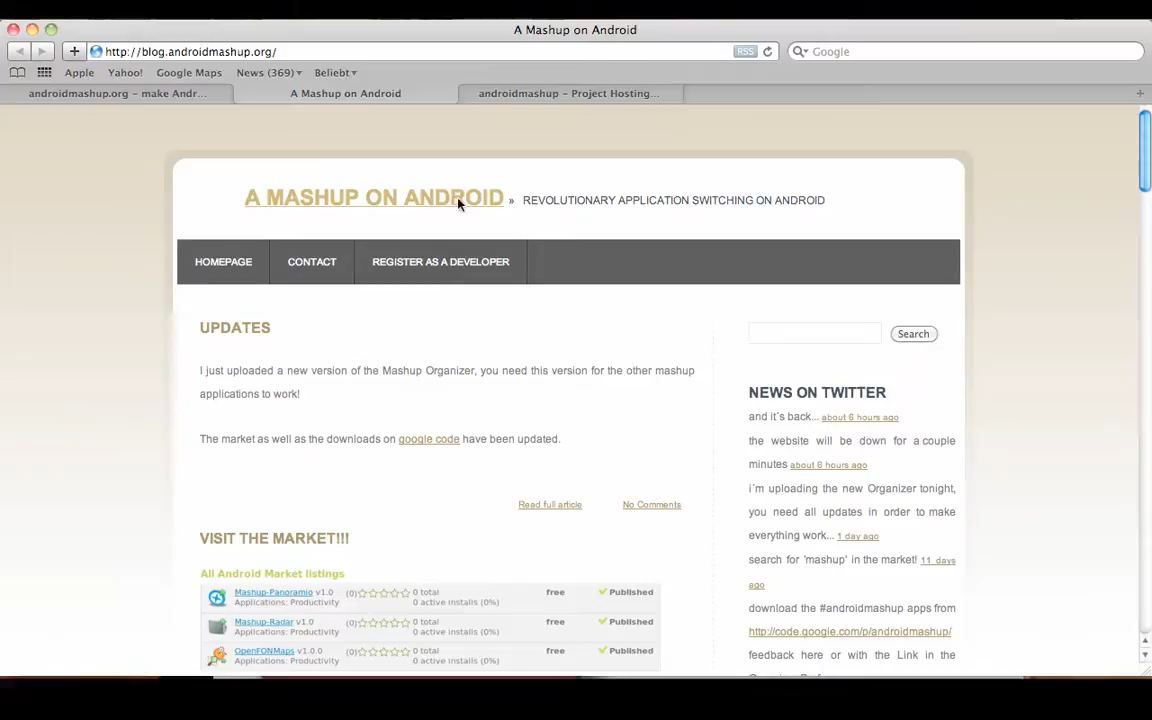 A Mashup on Android
http://blog.androidmashup.org/
RSS
Google
Apple
Yahoo!
Google Maps
News (369)
Beliebt
androidmashup.org – make Andr...
A Mashup on Android
androidmashup – Project Hosting...
A MASHUP ON ANDROID » REVOLUTIONARY APPLICATION SWITCHING ON ANDROID
HOMEPAGE
CONTACT
REGISTER AS A DEVELOPER
UPDATES
I just uploaded a new version of the Mashup Organizer, you need this version for the other mashup
applications to work!
The market as well as the downloads on google code have been updated.
Read full article
No Comments
VISIT THE MARKET!!!
All Android Market listings
Mashup-Panoramio v1.0
Applications: Productivity
(0)
0 total
0 active installs (0%)
free
Published
Mashup-Radar v1.0
Applications: Productivity
(0)
0 total
0 active installs (0%)
free
Published
OpenFONMaps v1.0.0
Applications: Productivity
(0)
0 total
0 active installs (0%)
free
Published
Search
NEWS ON TWITTER
and it´s back... about 6 hours ago
the website will be down for a couple
minutes about 6 hours ago
i´m uploading the new Organizer tonight,
you need all updates in order to make
everything work... 1 day ago
search for 'mashup' in the market! 11 days
ago
download the #androidmashup apps from
http://code.google.com/p/androidmashup/
feedback here or with the Link in the